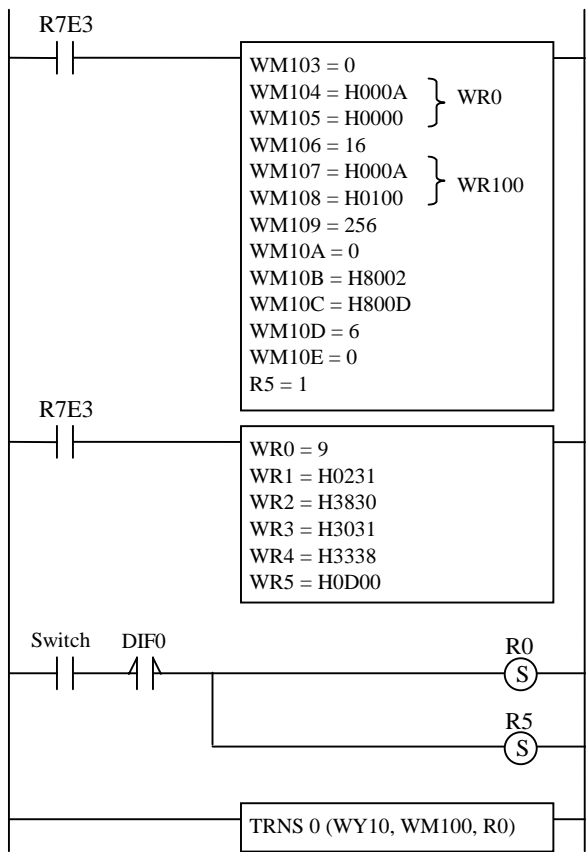 R7E3
WM103 = 0
WM104 = H000A
WR0
WM105 = H0000
WM106 = 16
WM107 = H000A
WR100
WM108 = H0100
WM109 = 256
WM10A = 0
WM10B = H8002
WM10C = H800D
WM10D = 6
WM10E = 0
R5 = 1
R7E3
WR0 = 9
WR1 = H0231
WR2 = H3830
WR3 = H3031
WR4 = H3338
WR5 = H0D00
Switch DIF0 R0
S
R5
S
TRNS 0 (WY10, WM100, R0)